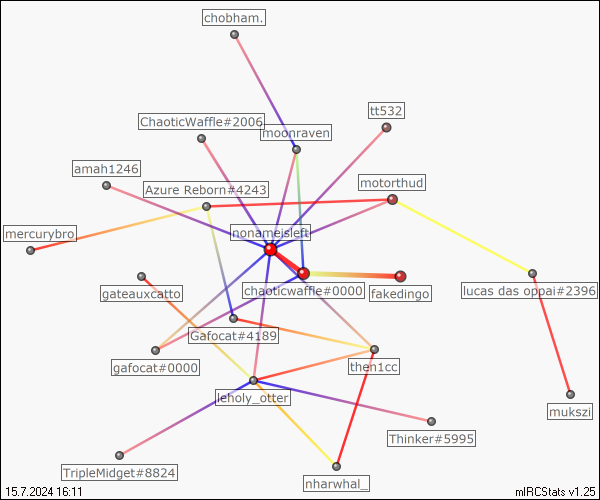 chobham.
tt532
ChaoticWaffle#2006
moonraven
amah1246
motorthud
Azure Reborn#4243
mercurybro
nonameisleft
gateauxcatto
chaoticwaffle#0000
fakedingo
lucas das oppai#2396
Gafocat#4189
gafocat#0000
then1cc
leholy_otter
mukszi
Thinker#5995
TripleMidget#8824
nharwhal_
15.7.2024 16:11
mIRCStats v1.25